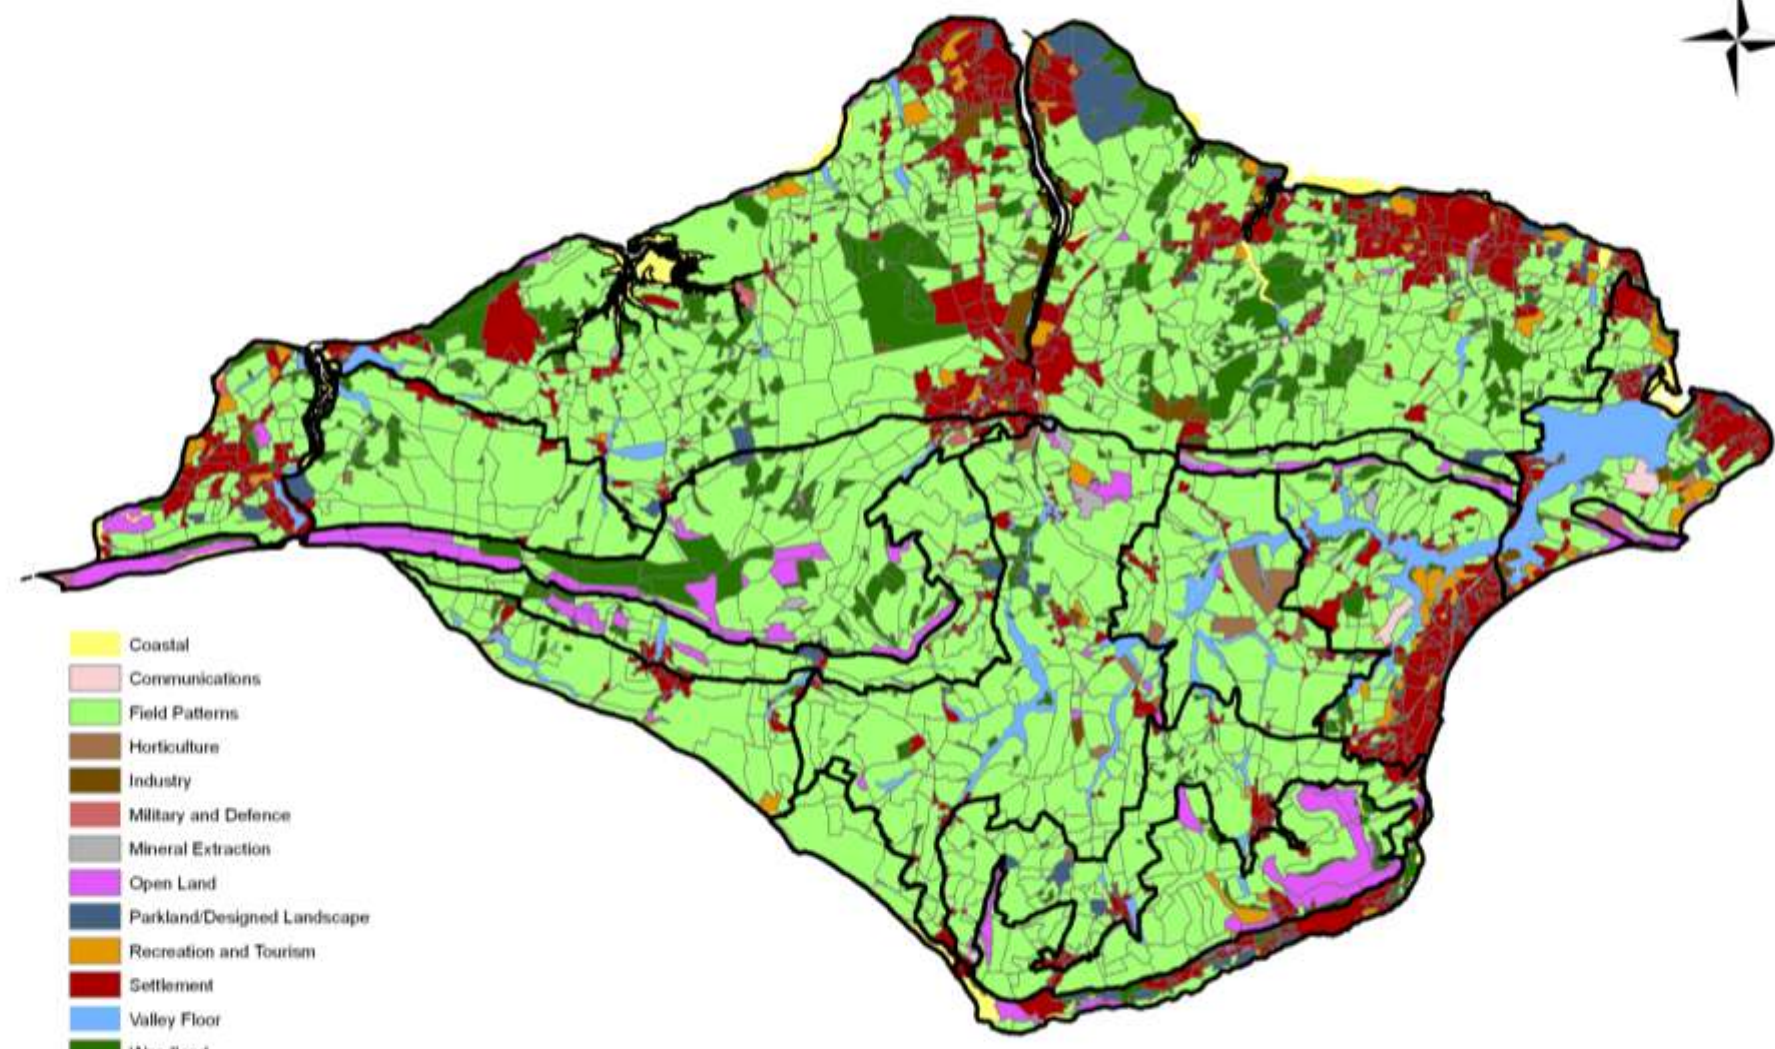 Coastal
Communications
Field Patterns
Horticulture
Industry
Military and Defence
Mineral Extraction
Open Land
Parkland/Designed Landscape
Recreation and Tourism
Settlement
Valley Floor